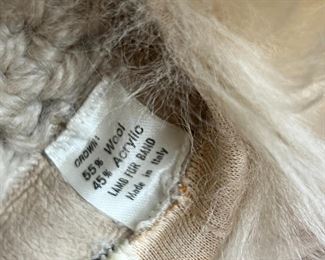 CROWN:
55% Wool
45% Acrylic
LAMB FUR BAND
Made in Italy